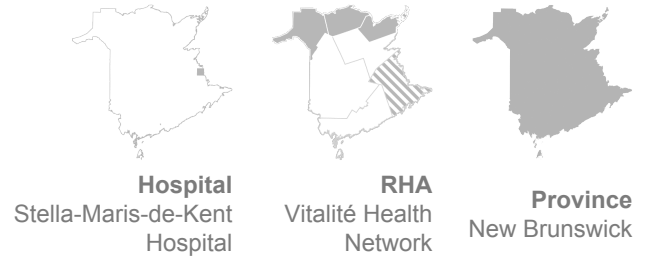 Hospital
Stella-Maris-de-Kent
Hospital
RHA
Vitalité Health
Network
Province
New Brunswick